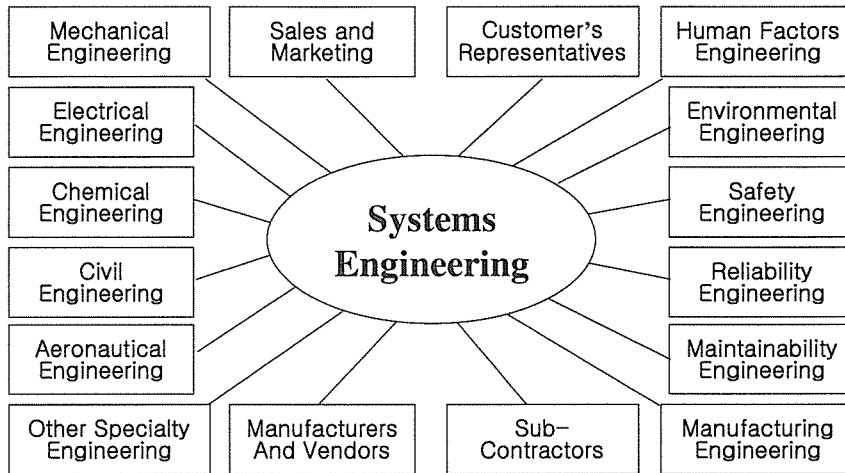 Mechanical
Engineering
Sales and
Marketing
Customer's
Representatives
Human Factors
Engineering
Electrical
Engineering
Environmental
Engineering
Chemical
Engineering
Systems
Engineering
Safety
Engineering
Civil
Engineering
Reliability
Engineering
Aeronautical
Engineering
Maintainability
Engineering
Other Specialty
Engineering
Manufacturers
And Vendors
Sub-
Contractors
Manufacturing
Engineering